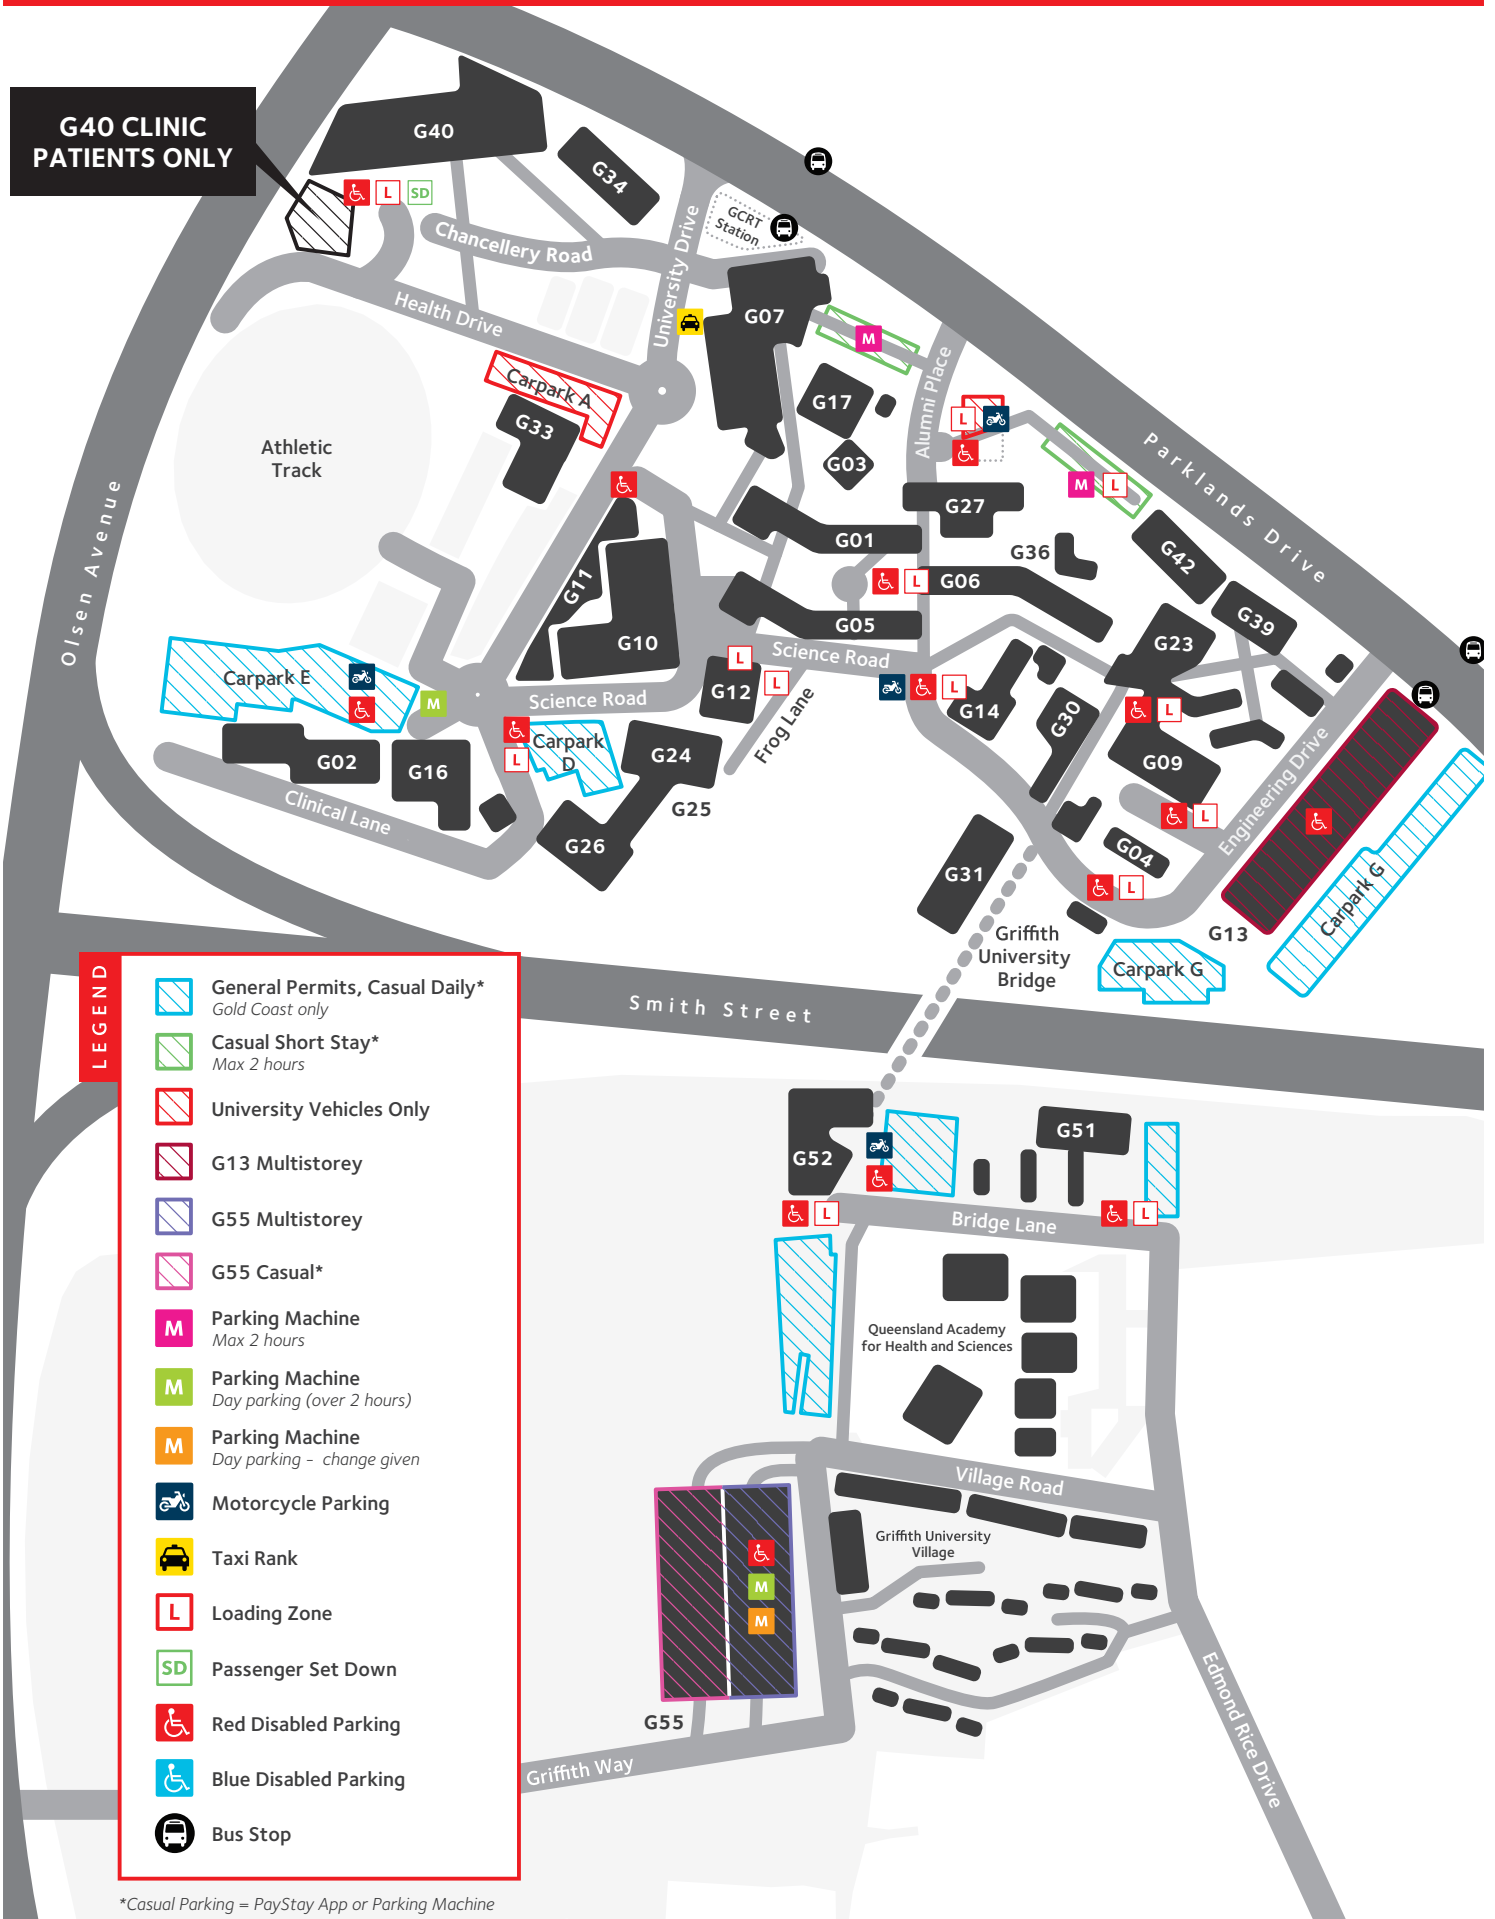 G40 CLINIC
PATIENTS ONLY
G40
G34
L
SD
GCRT
Station
Chancellery Road
University Drive
Health Drive
G07
M
Carpark A
G33
G17
G03
Alumni Place
L
Athletic
Track
Parklands Drive
M
L
G27
G01
G36
G42
G39
Olsen Avenue
G11
G10
L
G06
G05
G23
Science Road
L
L
G12
Science Road
Frog Lane
L
G14
G30
L
G09
L
Engineering Drive
Carpark E
M
G02
G16
Clinical Lane
L
Carpark
D
G24
G25
G26
G31
G04
L
Griffith
University
Bridge
G13
Carpark G
Carpark G
Smith Street
LEGEND
General Permits, Casual Daily*
Gold Coast only
Casual Short Stay*
Max 2 hours
University Vehicles Only
G13 Multistorey
G55 Multistorey
G55 Casual*
M
Parking Machine
Max 2 hours
M
Parking Machine
Day parking (over 2 hours)
M
Parking Machine
Day parking - change given
Motorcycle Parking
Taxi Rank
L
Loading Zone
SD
Passenger Set Down
Red Disabled Parking
Blue Disabled Parking
Bus Stop
*Casual Parking = PayStay App or Parking Machine
G52
G51
L
L
Bridge Lane
Queensland Academy
for Health and Sciences
Village Road
Griffith University
Village
M
M
G55
Griffith Way
Edmond Rice Drive